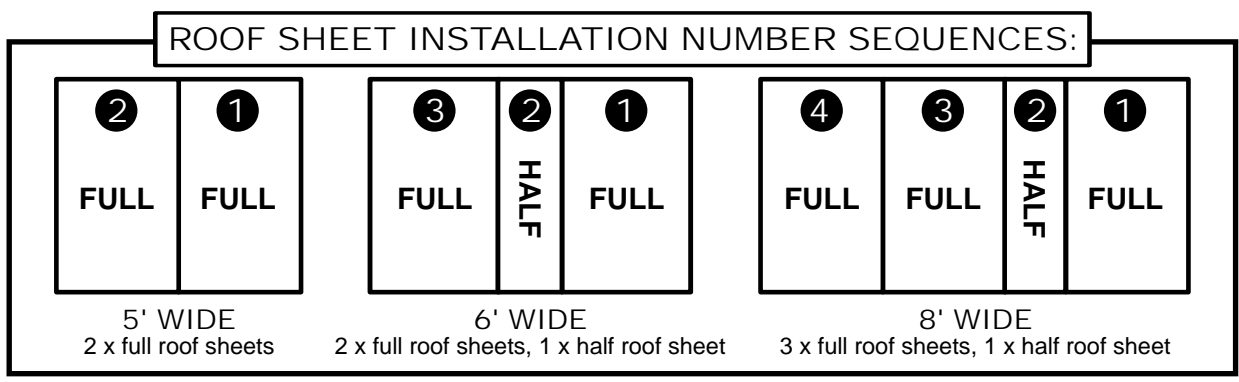 ROOF SHEET INSTALLATION NUMBER SEQUENCES:
2 1
FULL FULL
5' WIDE
2 x full roof sheets
3 2 1
FULL HALF FULL
6' WIDE
2 x full roof sheets, 1 x half roof sheet
4 3 2 1
FULL FULL HALF FULL
8' WIDE
3 x full roof sheets, 1 x half roof sheet